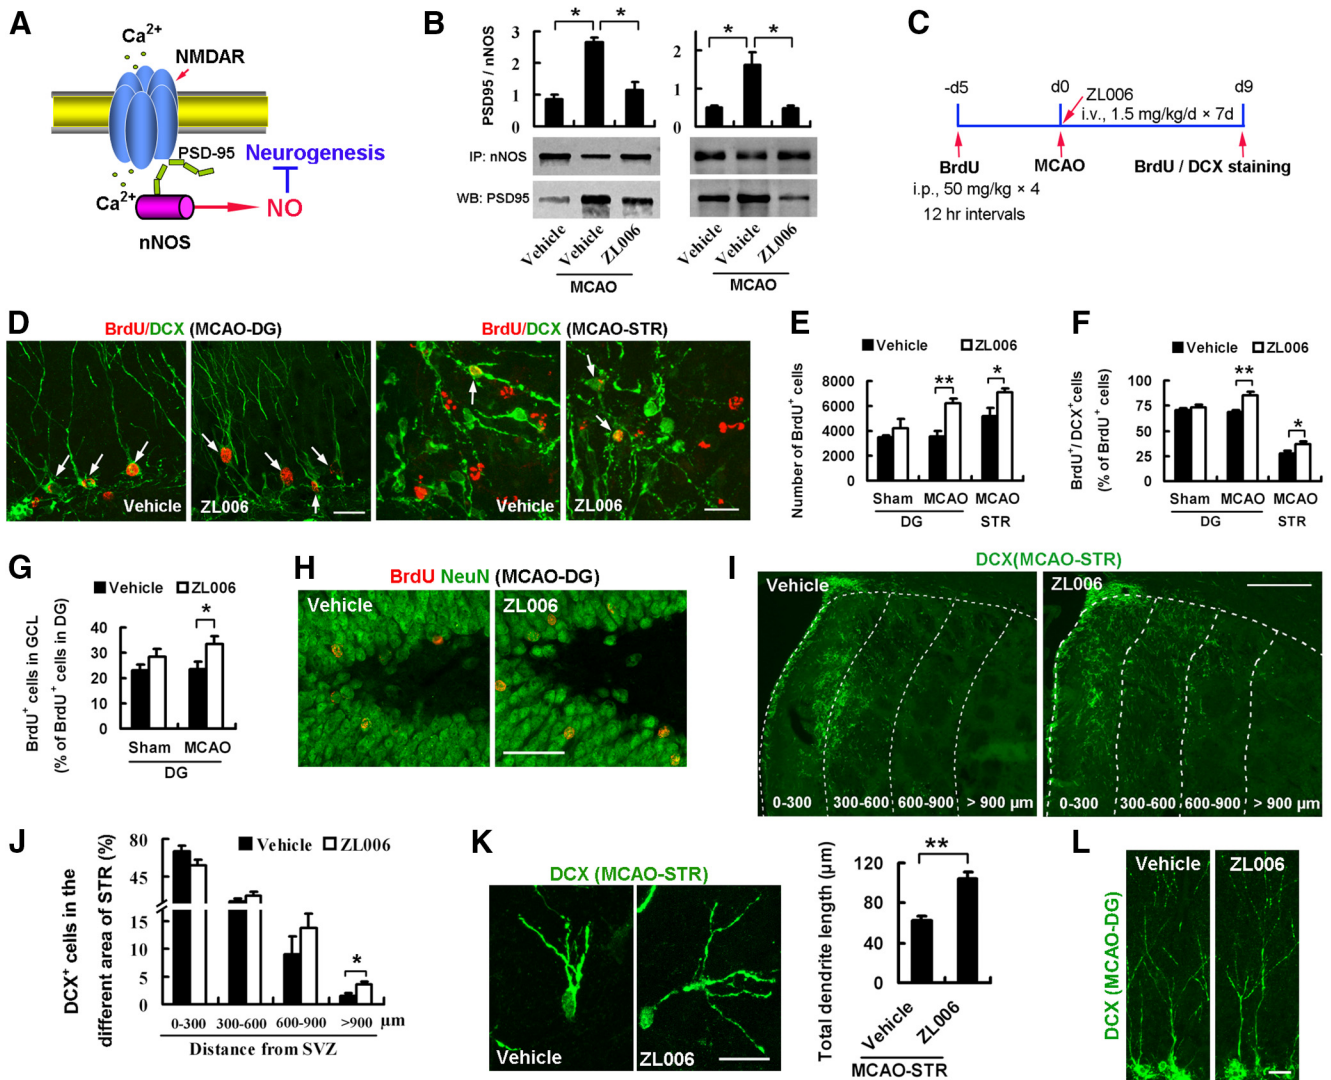 A
Ca2+
NMDAR
PSD-95
Neurogenesis
Ca2+
NO
nNOS
B
PSD95 / nNOS
3
2
1
0
*
*
2
1
0
*
*
IP: nNOS
WB: PSD95
Vehicle
Vehicle
ZL006
MCAO
Vehicle
Vehicle
ZL006
MCAO
C
-d5
d0
ZL006
d9
i.v., 1.5 mg/kg/d × 7d
BrdU
MCAO
BrdU / DCX staining
i.p., 50 mg/kg × 4
12 hr intervals
D
BrdU/DCX (MCAO-DG)
BrdU/DCX (MCAO-STR)
Vehicle
ZL006
Vehicle
ZL006
E
Vehicle
ZL006
Number of BrdU+ cells
8000
6000
4000
2000
0
**
*
Sham
MCAO
MCAO
DG
STR
F
Vehicle
ZL006
BrdU+/ DCX+cells
(% of BrdU+ cells)
100
75
50
25
0
**
*
Sham
MCAO
MCAO
DG
STR
G
Vehicle
ZL006
BrdU+ cells in GCL
(% of BrdU+ cells in DG)
40
30
20
10
0
*
Sham
MCAO
DG
H
BrdU NeuN (MCAO-DG)
Vehicle
ZL006
I
DCX(MCAO-STR)
Vehicle
ZL006
0-300
300-600
600-900
> 900 µm
0-300
300-600
600-900
> 900 µm
J
DCX+ cells in the
different area of STR (%)
Vehicle
ZL006
80
45
15
10
5
0
*
0-300
300-600
600-900
>900
µm
Distance from SVZ
K
DCX (MCAO-STR)
Vehicle
ZL006
Total dendrite length (µm)
120
80
40
0
**
Vehicle
ZL006
MCAO-STR
L
DCX (MCAO-DG)
Vehicle
ZL006